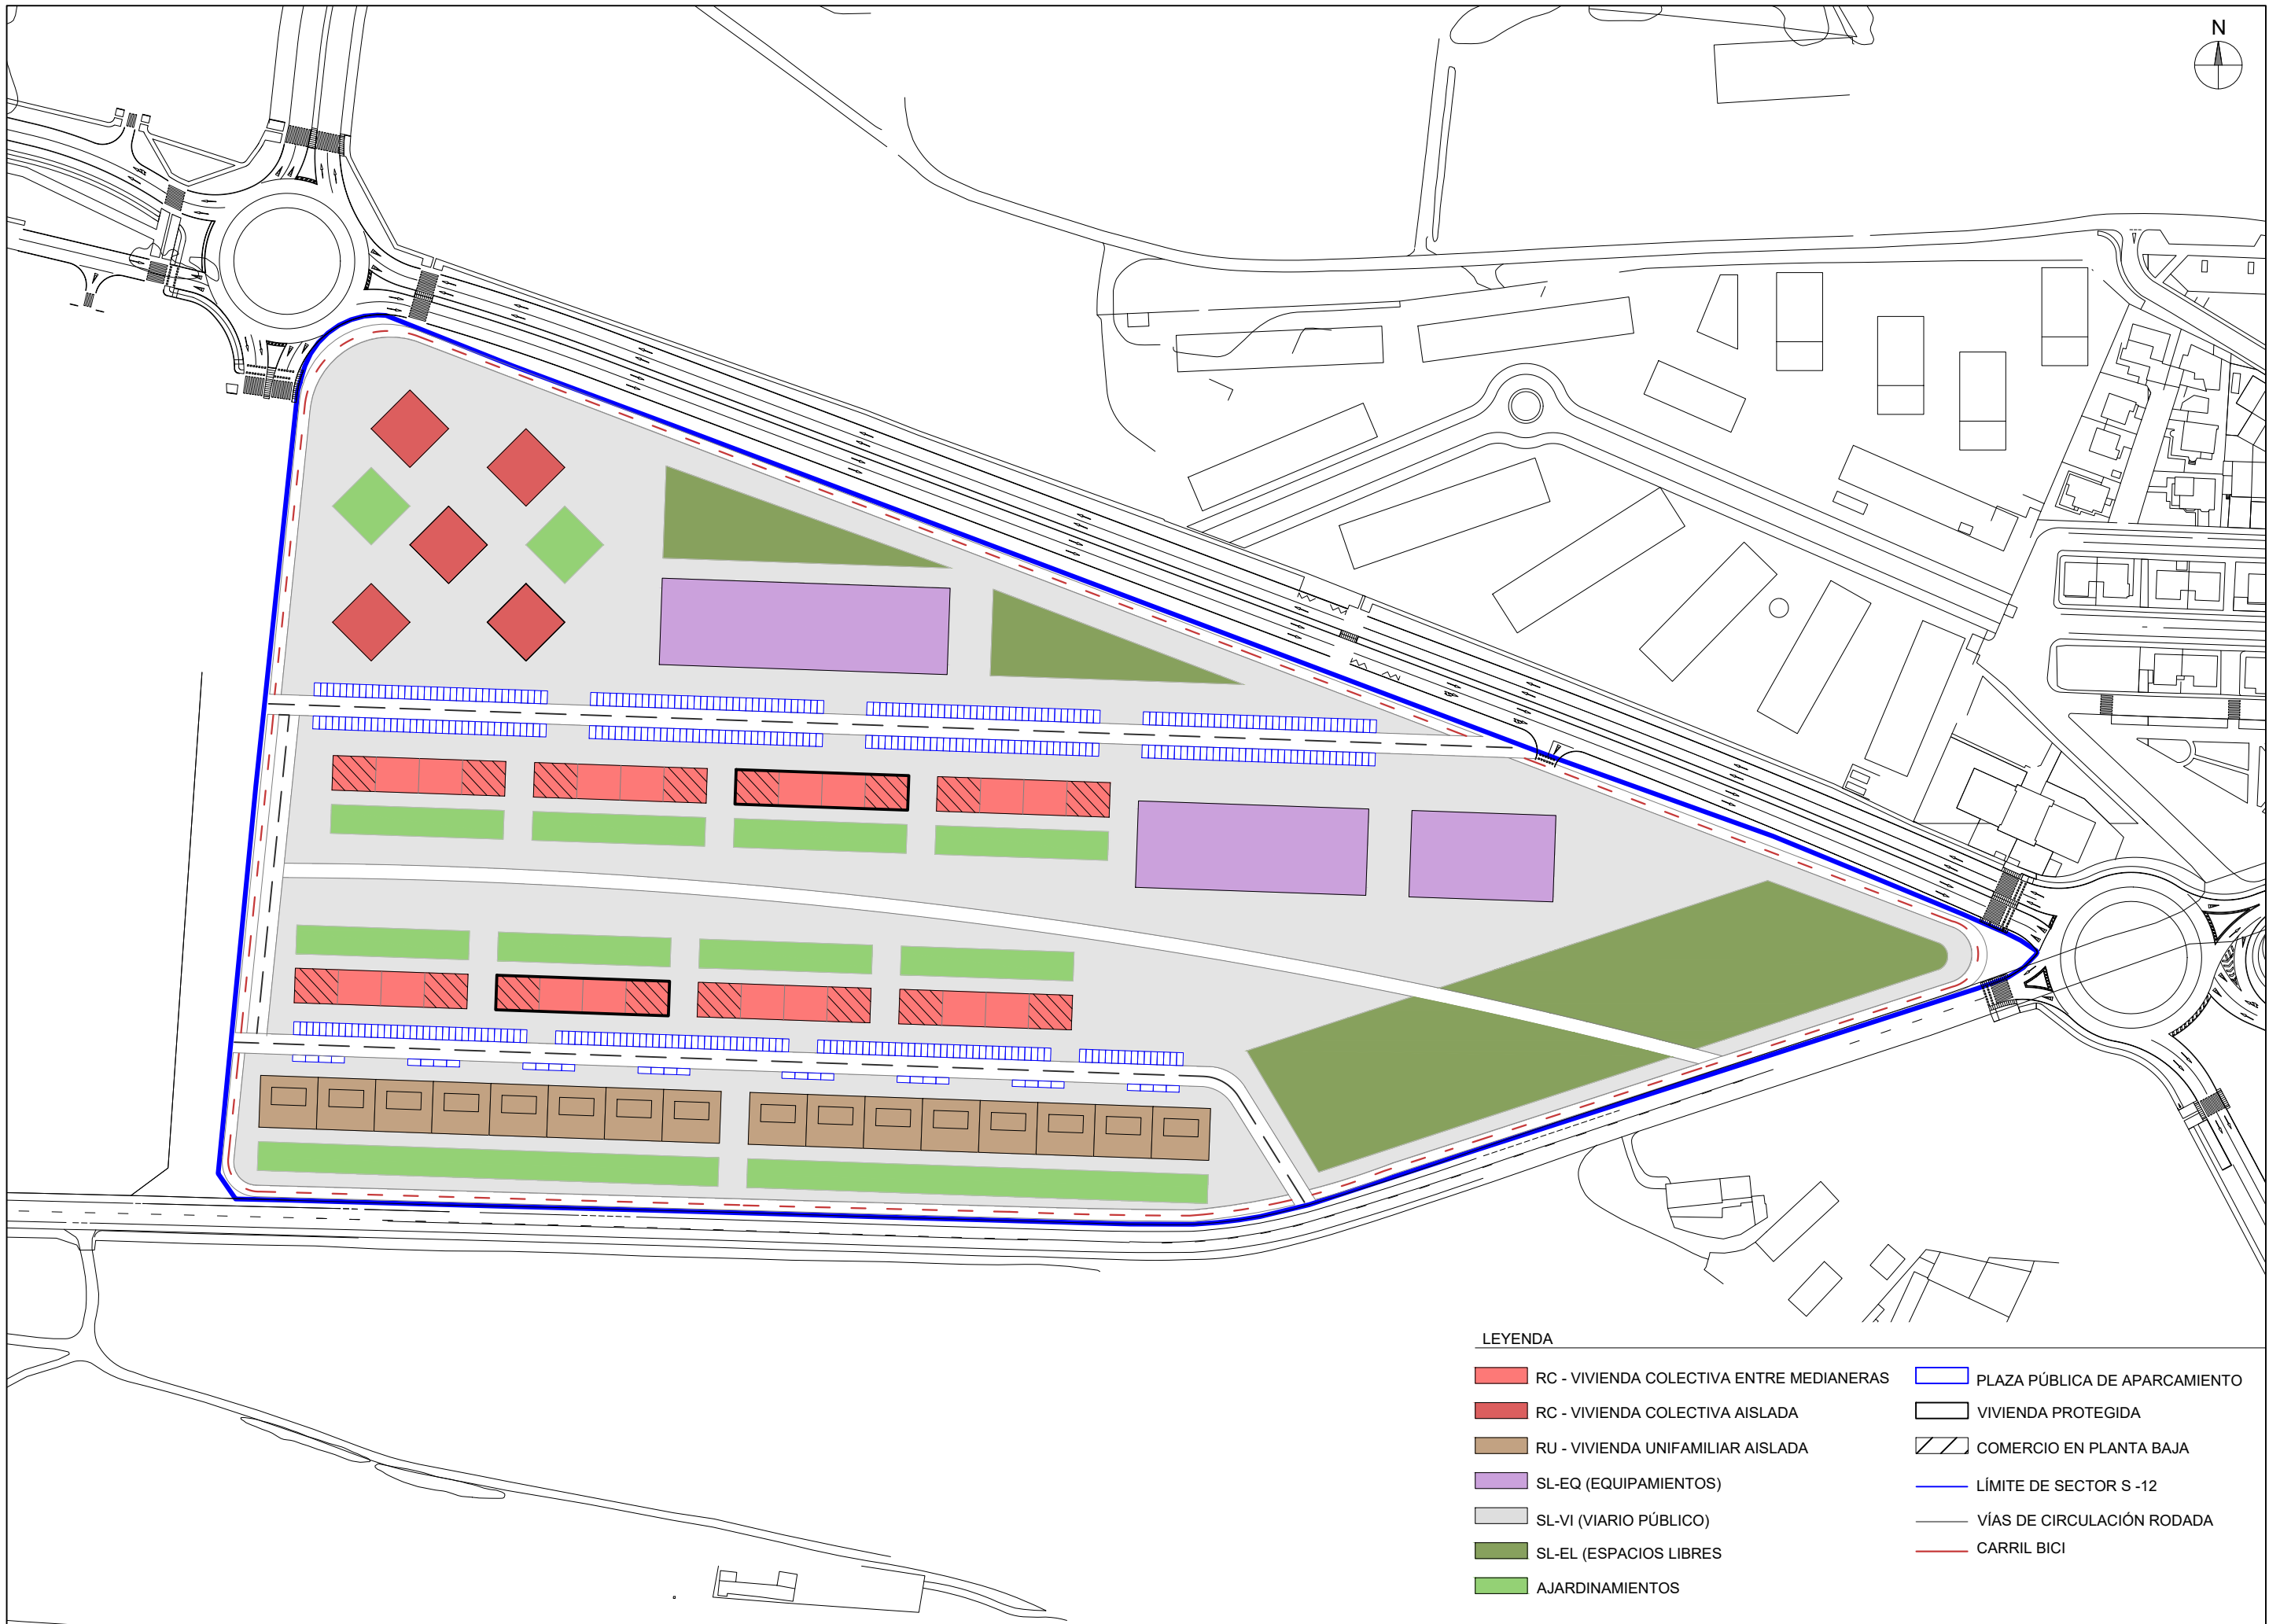 N
LEYENDA
RC - VIVIENDA COLECTIVA ENTRE MEDIANERAS
RC - VIVIENDA COLECTIVA AISLADA
RU - VIVIENDA UNIFAMILIAR AISLADA
SL-EQ (EQUIPAMIENTOS)
SL-VI (VIARIO PÚBLICO)
SL-EL (ESPACIOS LIBRES
AJARDINAMIENTOS
PLAZA PÚBLICA DE APARCAMIENTO
VIVIENDA PROTEGIDA
COMERCIO EN PLANTA BAJA
LÍMITE DE SECTOR S -12
VÍAS DE CIRCULACIÓN RODADA
CARRIL BICI